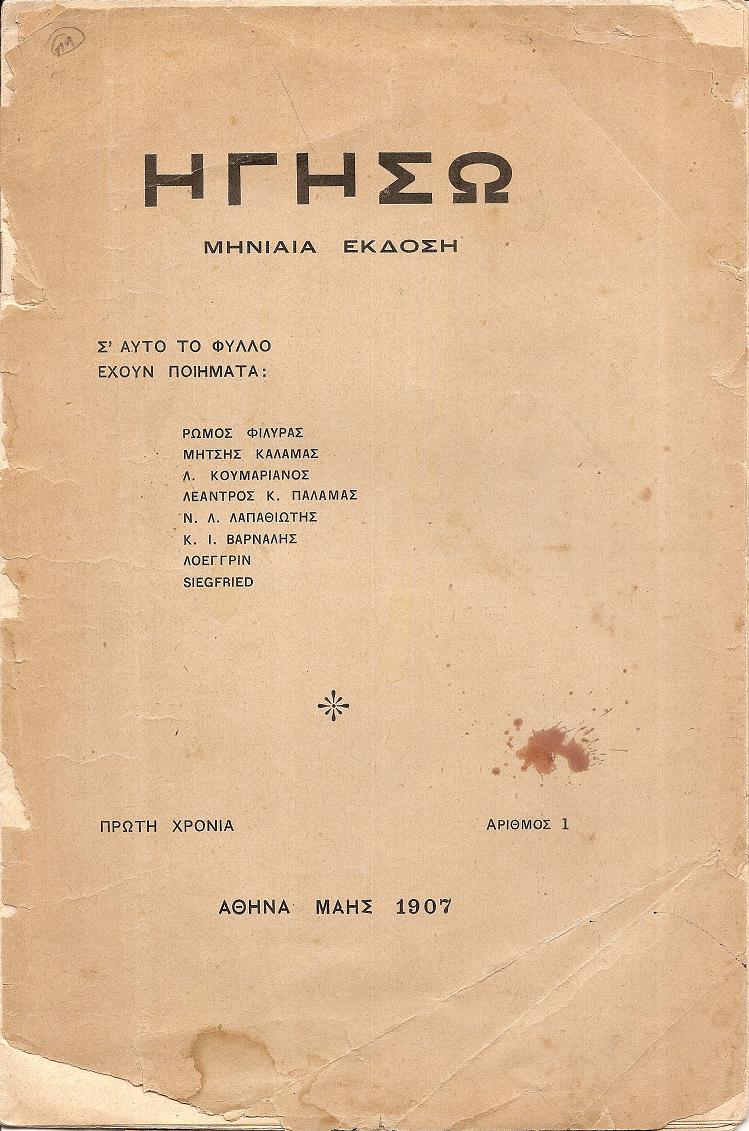 ΗΓΗΣΩ
ΜΗΝΙΑΙΑ ΕΚΔΟΣΗ
Σ' ΑΥΤΟ ΤΟ ΦΥΛΛΟ
ΕΧΟΥΝ ΠΟΙΗΜΑΤΑ:
ΡΩΜΟΣ ΦΙΛΥΡΑΣ
ΜΗΤΣΗΣ ΚΑΛΑΜΑΣ
Λ. ΚΟΥΜΑΡΙΑΝΟΣ
ΛΕΑΝΤΡΟΣ Κ. ΠΑΛΑΜΑΣ
Ν. Λ. ΛΑΠΑΘΙΩΤΗΣ
Κ. Ι. ΒΑΡΝΑΛΗΣ
ΛΟΕΓΓΡΙΝ
SIEGFRIED
ΠΡΩΤΗ ΧΡΟΝΙΑ ΑΡΙΘΜΟΣ 1
ΑΘΗΝΑ ΜΑΗΣ 1907